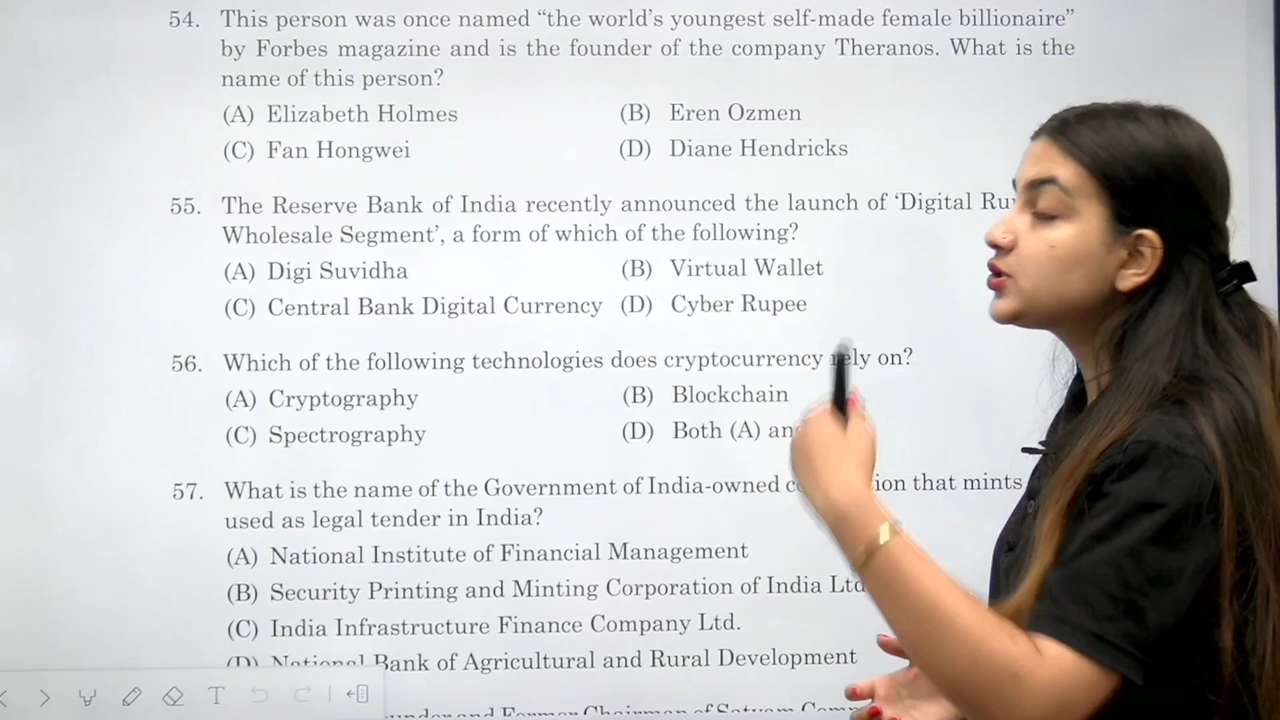 54. This person was once named “the world’s youngest self-made female billionaire”
by Forbes magazine and is the founder of the company Theranos. What is the
name of this person?
(A) Elizabeth Holmes (B) Eren Ozmen
(C) Fan Hongwei (D) Diane Hendricks
55. The Reserve Bank of India recently announced the launch of ‘Digital
Wholesale Segment’, a form of which of the following?
(A) Digi Suvidha (B) Virtual Wallet
(C) Central Bank Digital Currency (D) Cyber Rupee
56. Which of the following technologies does cryptocurrency rely on?
(A) Cryptography (B) Blockchain
(C) Spectrography (D) Both (A)
57. What is the name of the Government of India-owned that mints
used as legal tender in India?
(A) National Institute of Financial Management
(B) Security Printing and Minting Corporation of India Ltd
(C) India Infrastructure Finance Company Ltd.
(D) National Bank of Agricultural and Rural Development
and Former Chairman of Satyam
T